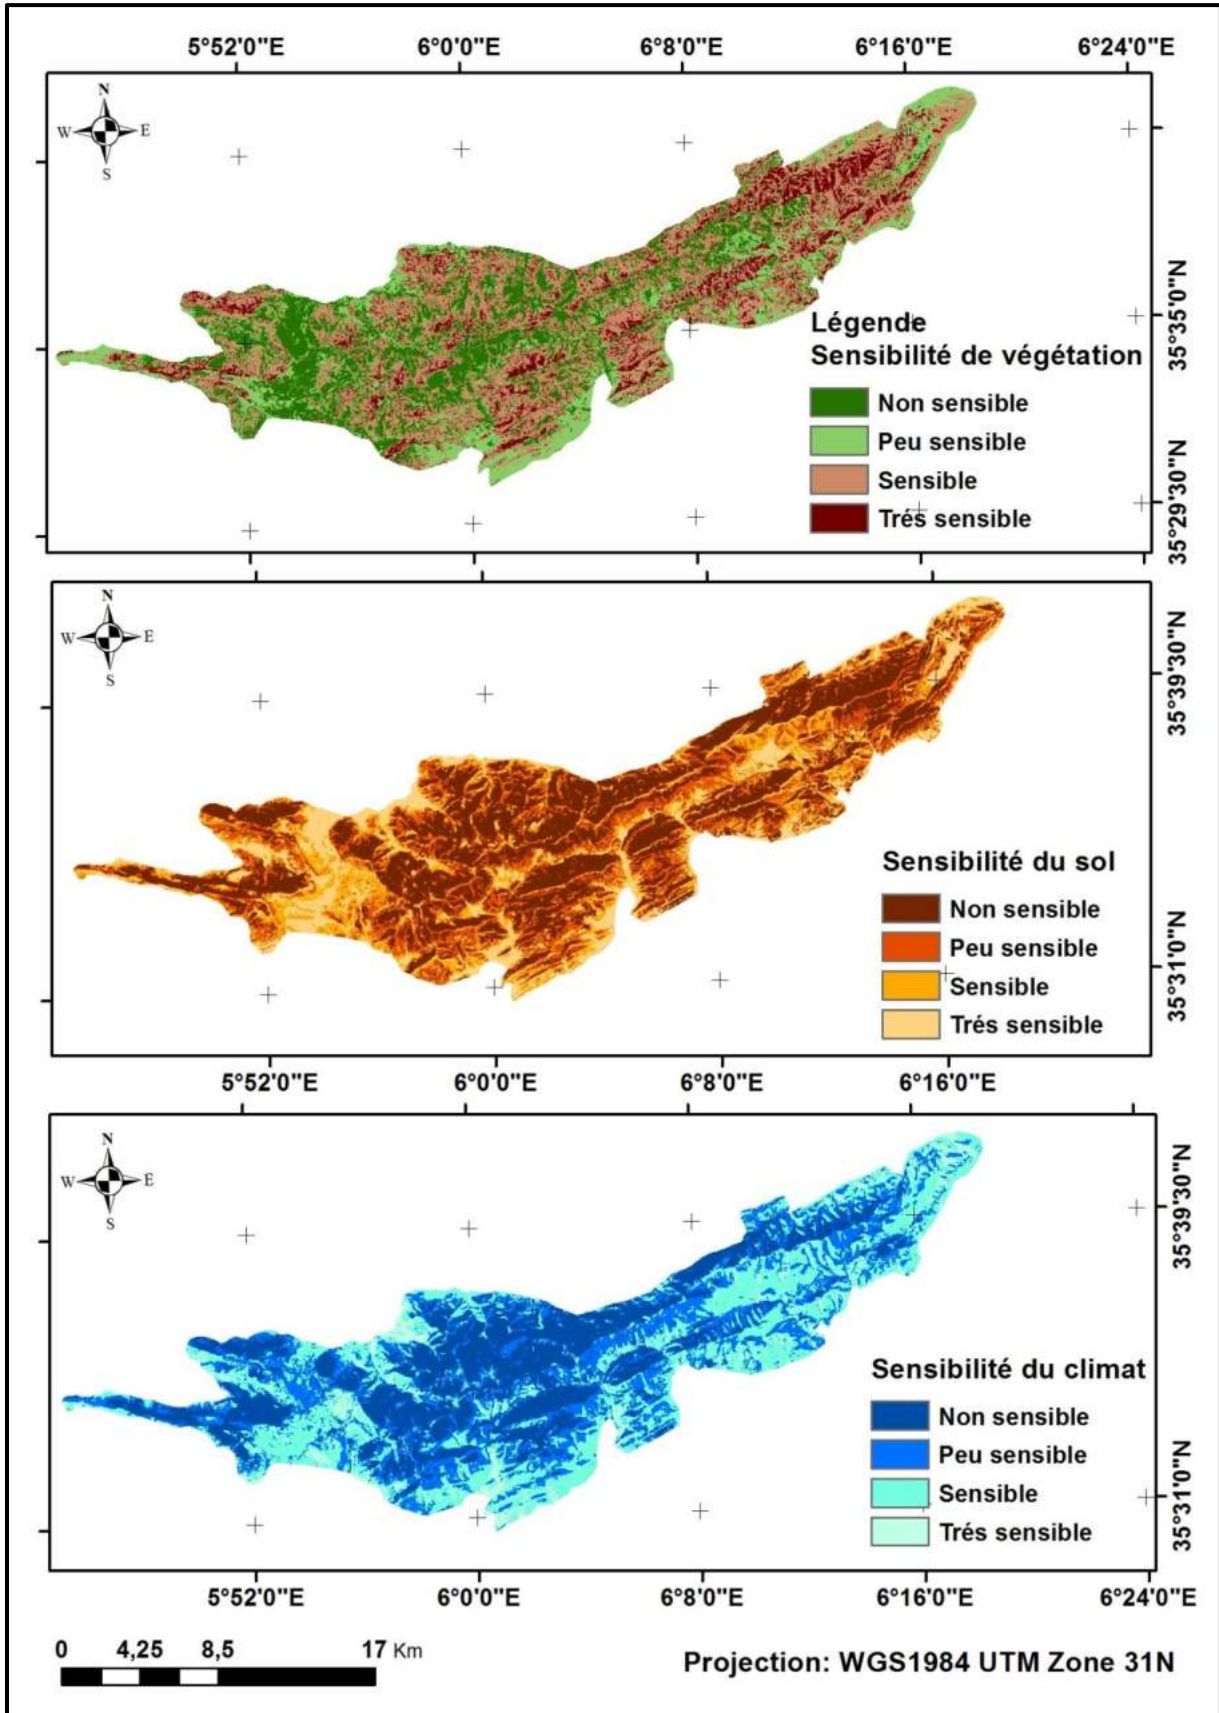 5°52'0"E 6°0'0"E 6°8'0"E 6°16'0"E 6°24'0"E
N
W E
S
35°35'0"N
35°29'30"N
Légende
Sensibilité de végétation
Non sensible
Peu sensible
Sensible
Trés sensible
N
W E
S
35°39'30"N
35°31'0"N
Sensibilité du sol
Non sensible
Peu sensible
Sensible
Trés sensible
5°52'0"E 6°0'0"E 6°8'0"E 6°16'0"E
N
W E
S
35°39'30"N
35°31'0"N
Sensibilité du climat
Non sensible
Peu sensible
Sensible
Trés sensible
5°52'0"E 6°0'0"E 6°8'0"E 6°16'0"E 6°24'0"E
0 4,25 8,5 17 Km
Projection: WGS1984 UTM Zone 31N